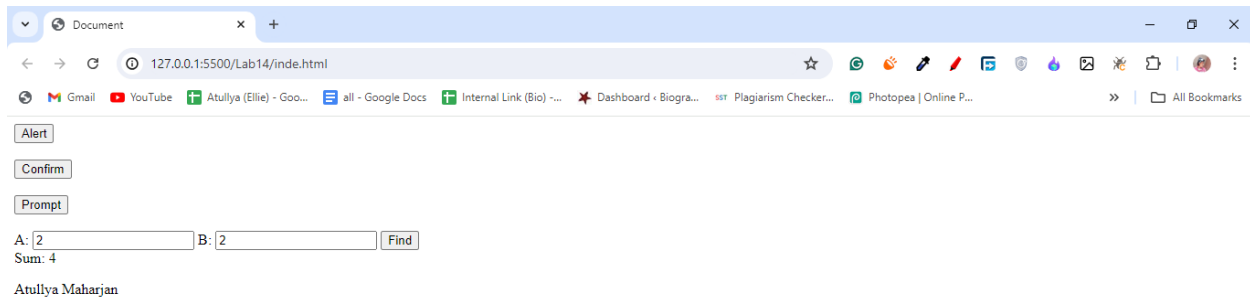 Document
127.0.0.1:5500/Lab14/inde.html
Gmail YouTube Atullya (Ellie) - Goo... all - Google Docs Internal Link (Bio) -... Dashboard ‹ Biogra... SST Plagiarism Checker... Photopea | Online P... » All Bookmarks
Alert
Confirm
Prompt
A: 2 B: 2 Find
Sum: 4
Atullya Maharjan